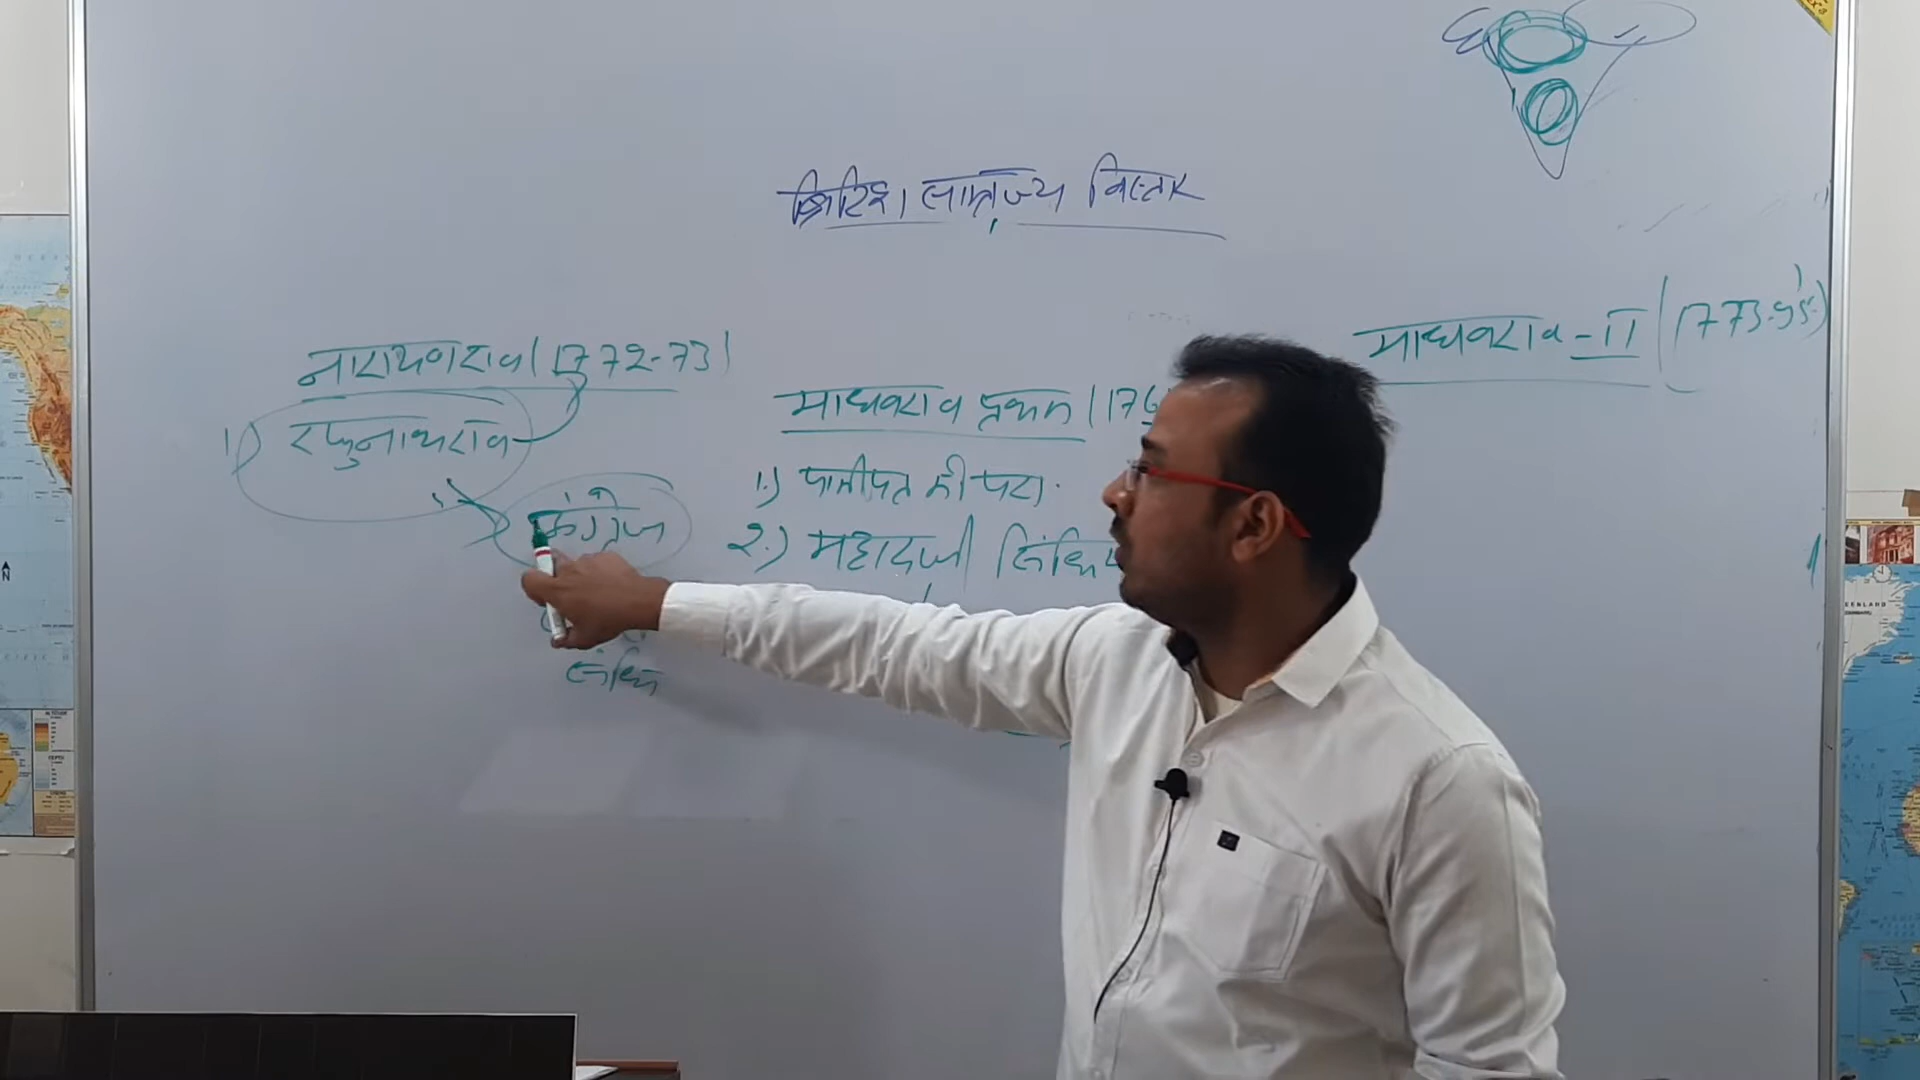 ब्रिटिश साम्राज्य विस्तार
माधवराव-II (1773-95)
नारायणराव (1772-73)
माधवराव प्रथम (176
1) रघुनाथराव
1.) पानीपत की परा.
अंग्रेज
2.) महादजी सिंधिया
संधि
N
GREENLAND